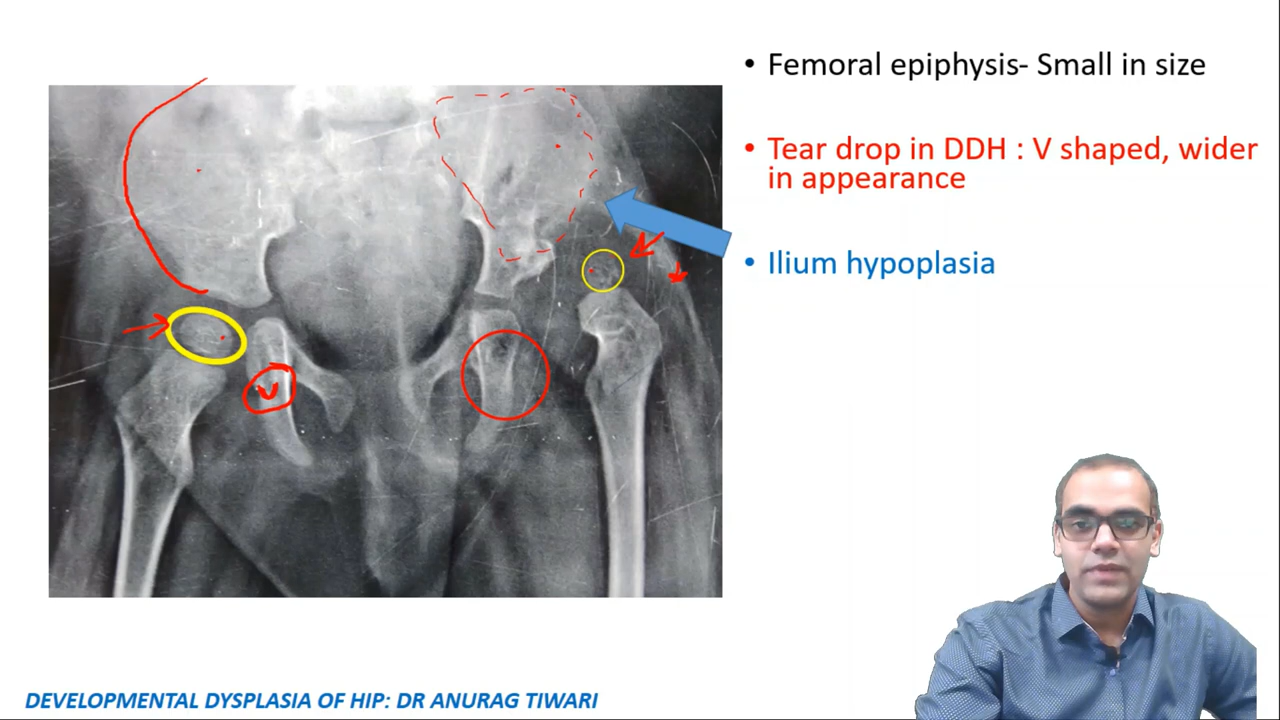 • Femoral epiphysis- Small in size
• Tear drop in DDH : V shaped, wider
in appearance
• Ilium hypoplasia
U
DEVELOPMENTAL DYSPLASIA OF HIP: DR ANURAG TIWARI